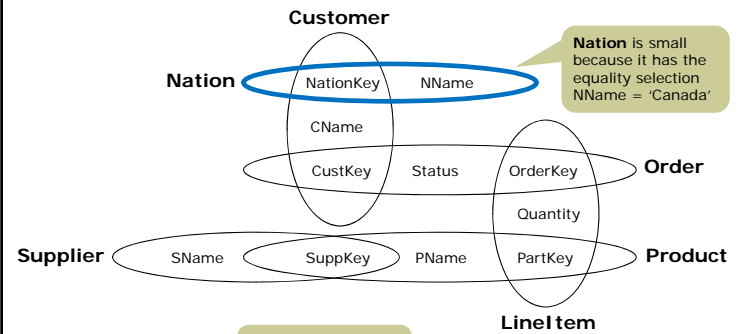 Customer
Nation is small
because it has the
equality selection
NName = ‘Canada’
Nation
NationKey
NName
CName
CustKey
Status
OrderKey
Order
Quantity
Supplier
SName
SuppKey
PName
PartKey
Product
LineItem